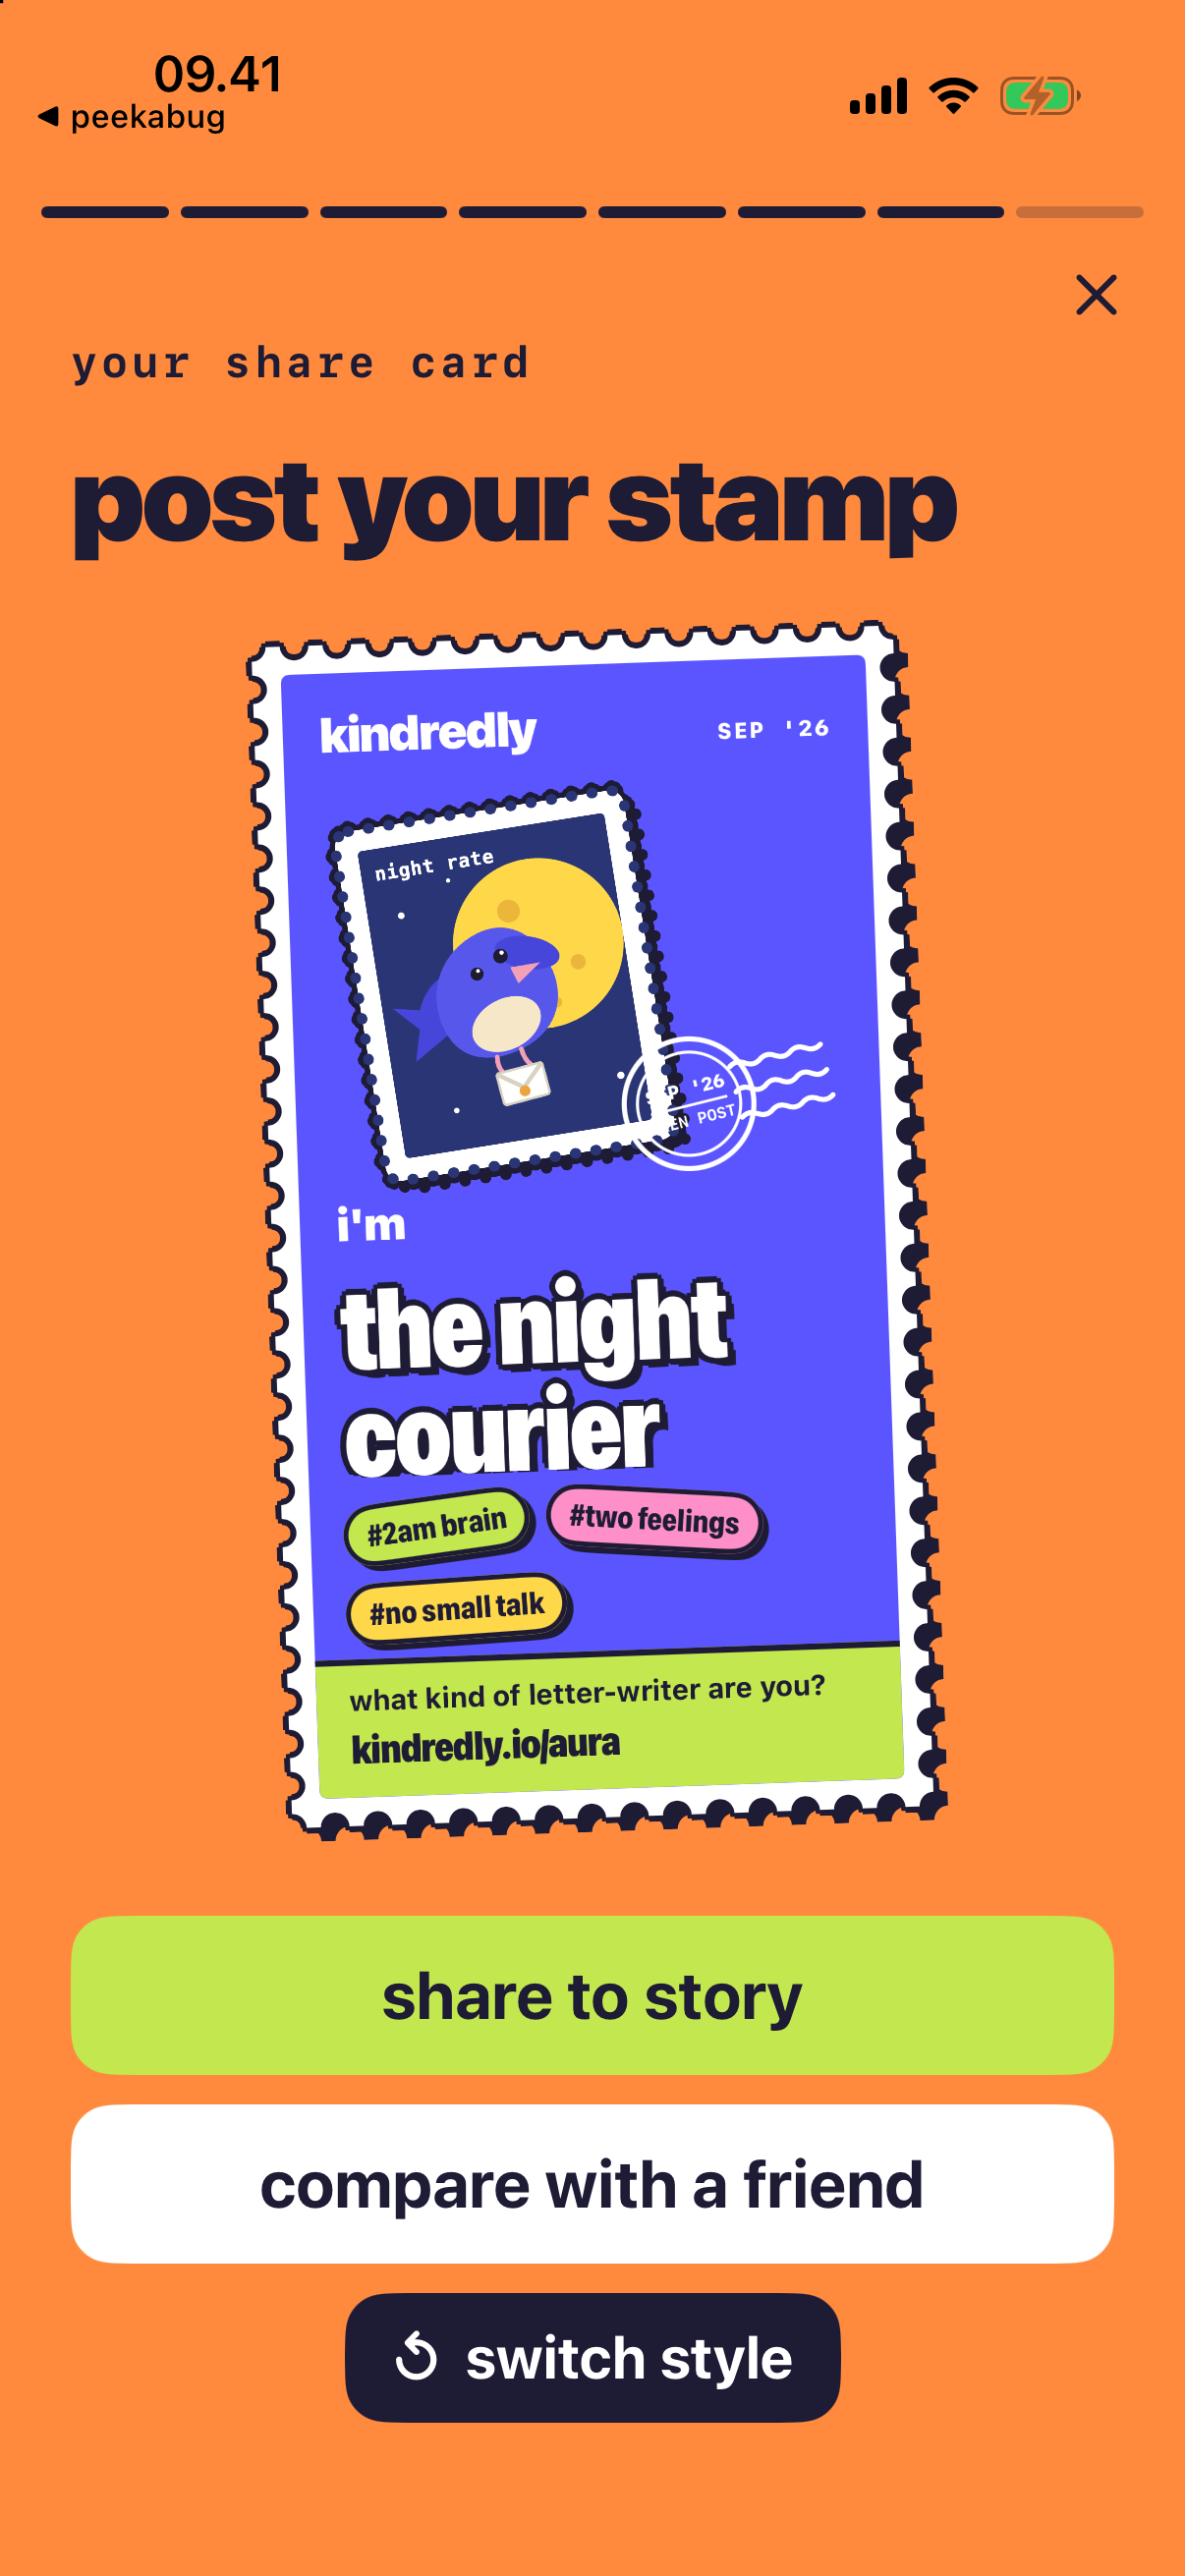 09.41
peekabug
your share card
post your stamp
kindredly
SEP '26
night rate
SEP '26
POST
i'm
the night
courier
#2am brain
#two feelings
#no small talk
what kind of letter-writer are you?
kindredly.io/aura
share to story
compare with a friend
switch style